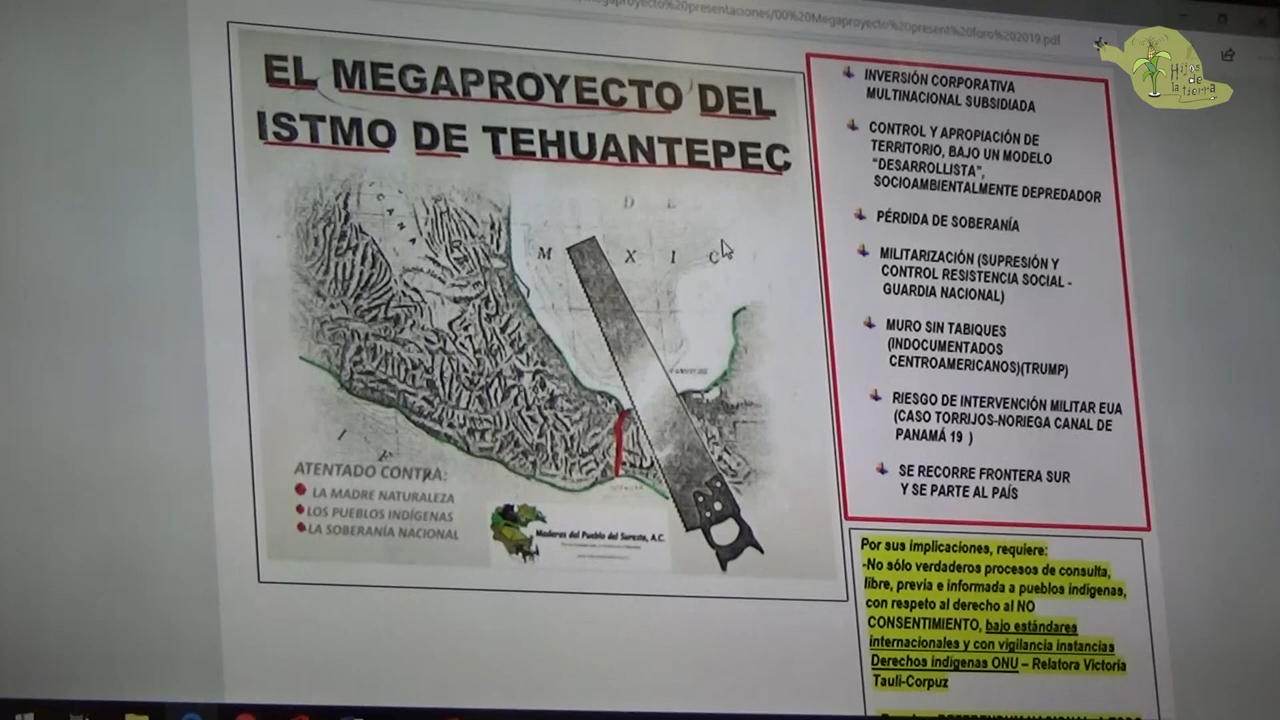 EL MEGAPROYECTO DEL
ISTMO DE TEHUANTEPEC
D E
M X I C
ATENTADO CONTRA:
LA MADRE NATURALEZA
LOS PUEBLOS INDÍGENAS
LA SOBERANÍA NACIONAL
Maderas del Pueblo del Sureste, A.C.
INVERSIÓN CORPORATIVA
MULTINACIONAL SUBSIDIADA
CONTROL Y APROPIACIÓN DE
TERRITORIO, BAJO UN MODELO
“DESARROLLISTA”,
SOCIOAMBIENTALMENTE DEPREDADOR
PÉRDIDA DE SOBERANÍA
MILITARIZACIÓN (SUPRESIÓN Y
CONTROL RESISTENCIA SOCIAL -
GUARDIA NACIONAL)
MURO SIN TABIQUES
(INDOCUMENTADOS
CENTROAMERICANOS)(TRUMP)
RIESGO DE INTERVENCIÓN MILITAR EUA
(CASO TORRIJOS-NORIEGA CANAL DE
PANAMÁ 19 )
SE RECORRE FRONTERA SUR
Y SE PARTE AL PAÍS
Por sus implicaciones, requiere:
-No sólo verdaderos procesos de consulta,
libre, previa e informada a pueblos indígenas,
con respeto al derecho al NO
CONSENTIMIENTO, bajo estándares
internacionales y con vigilancia instancias
Derechos indígenas ONU – Relatora Victoria
Tauli-Corpuz
Hijos
de
la tierra